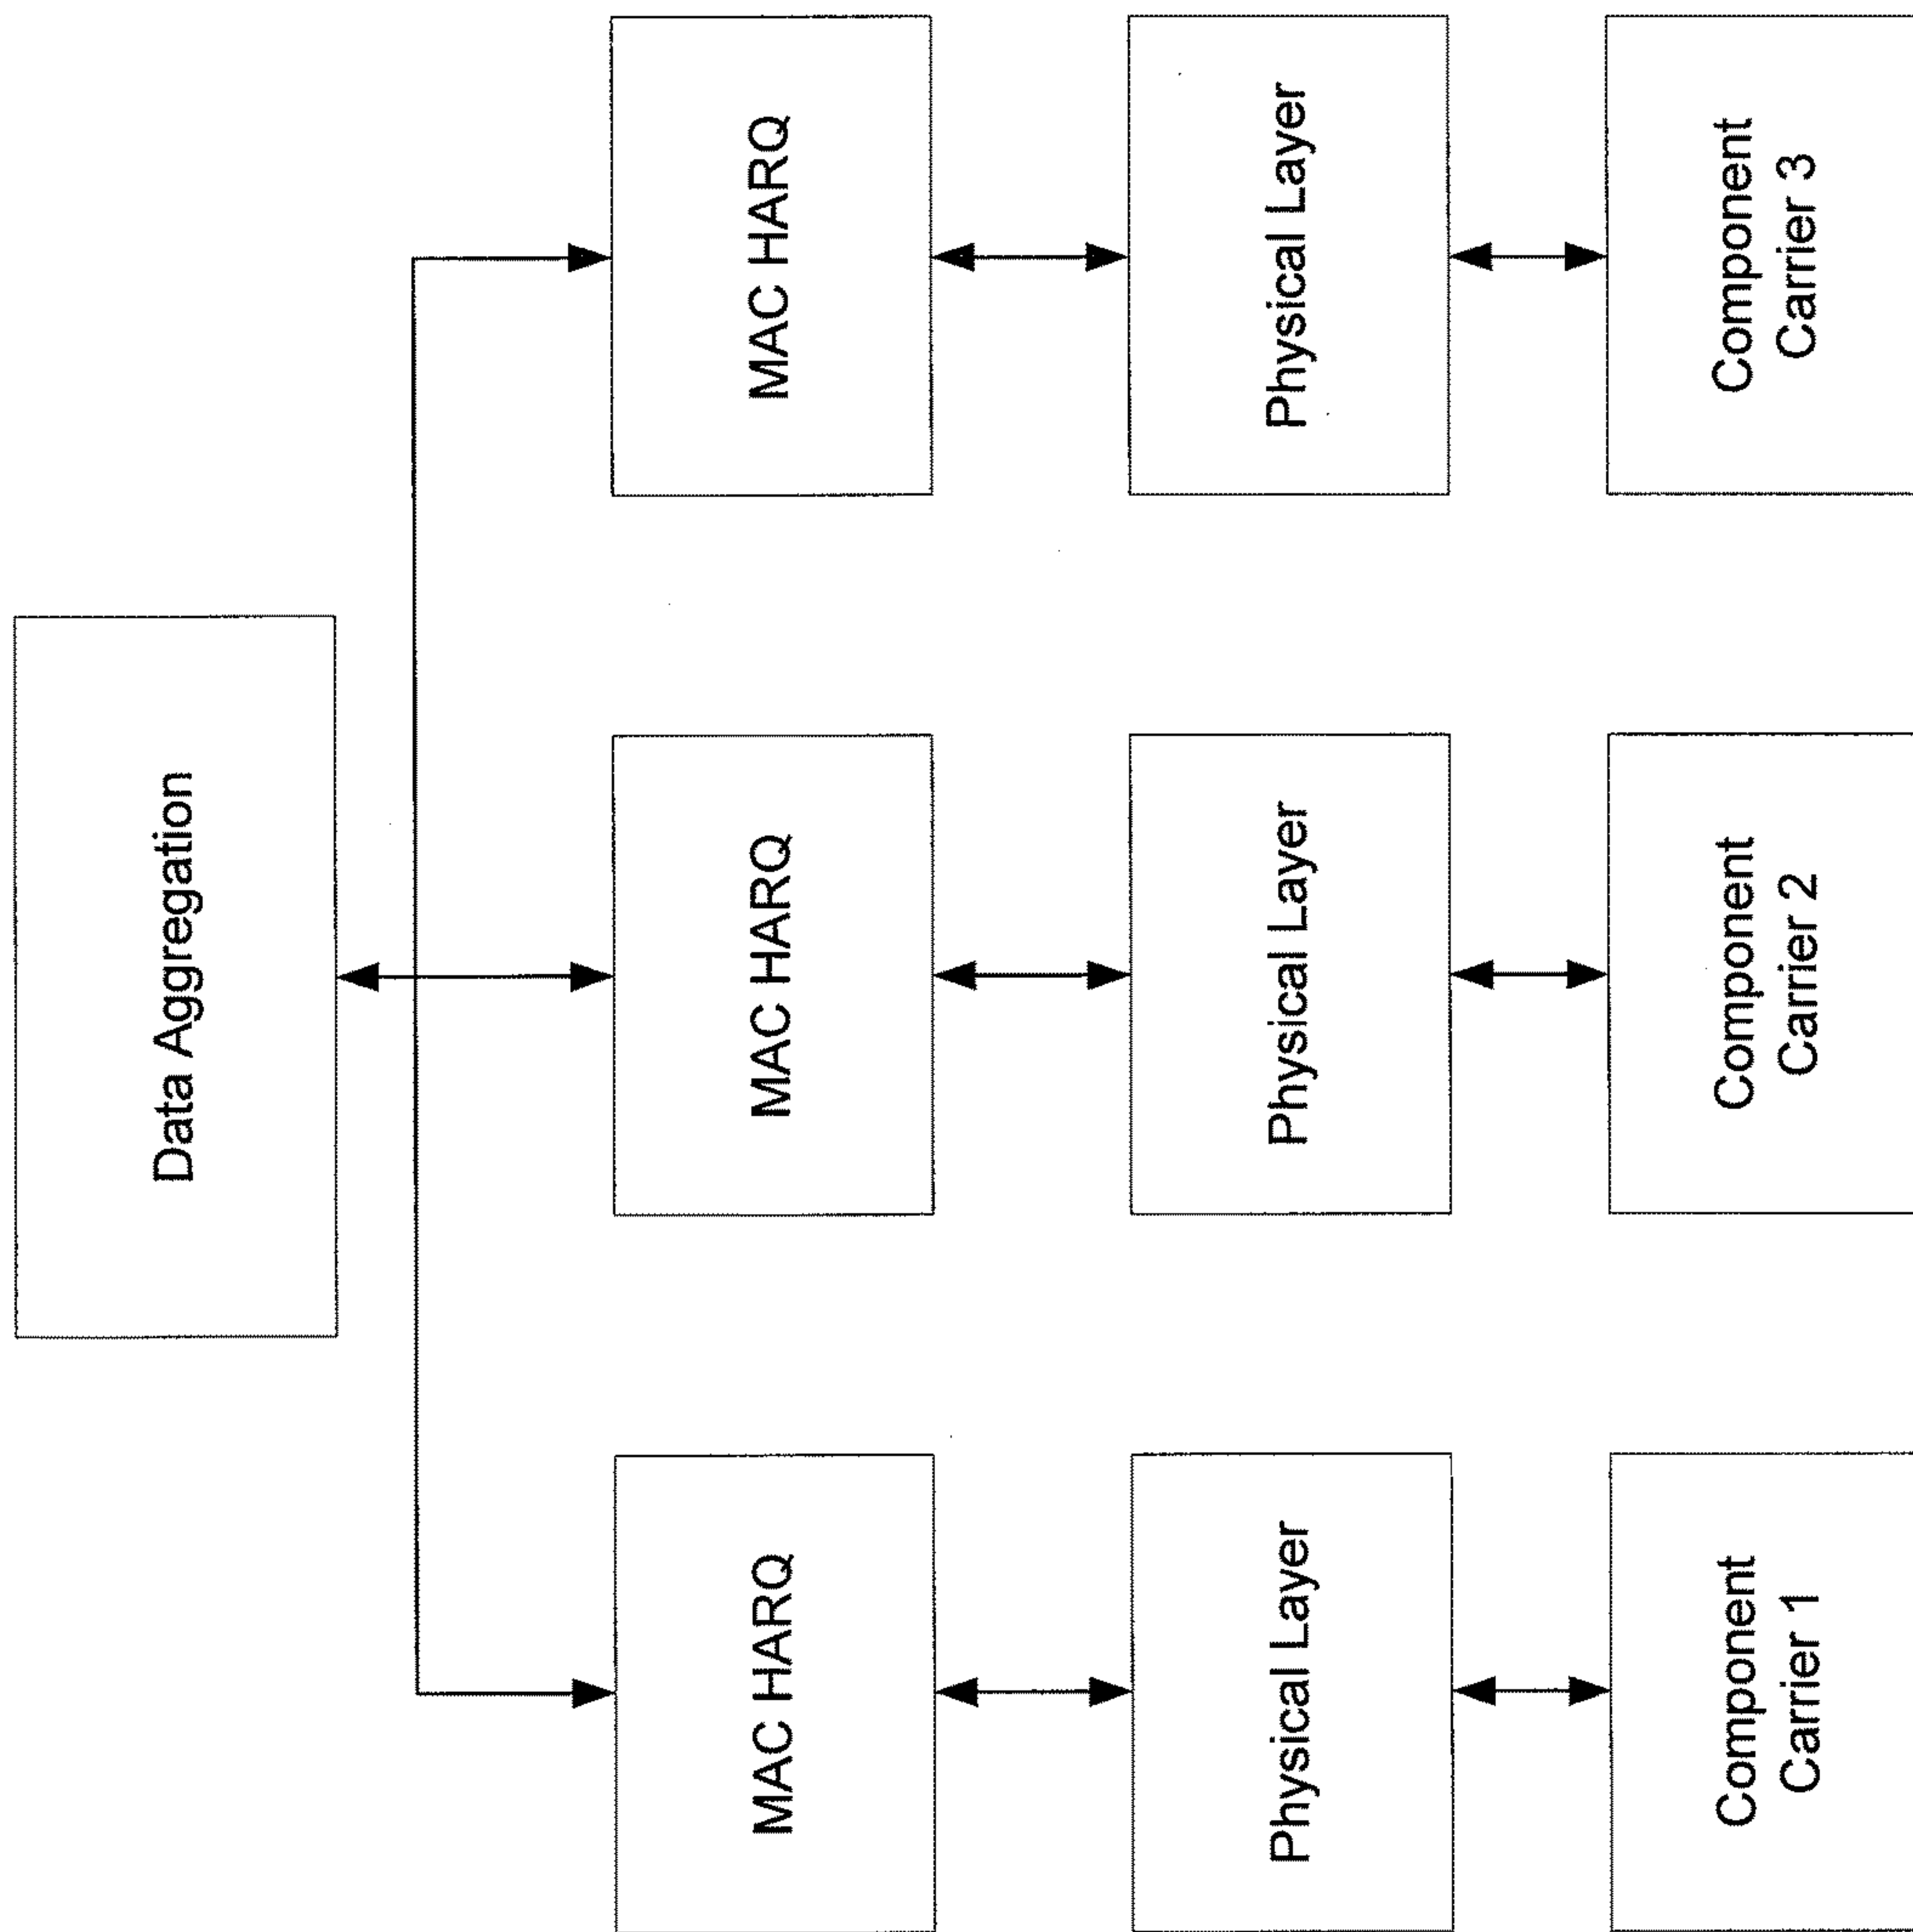 Data Aggregation
MAC HARQ
MAC HARQ
MAC HARQ
Physical Layer
Physical Layer
Physical Layer
Component
Carrier 1
Component
Carrier 2
Component
Carrier 3